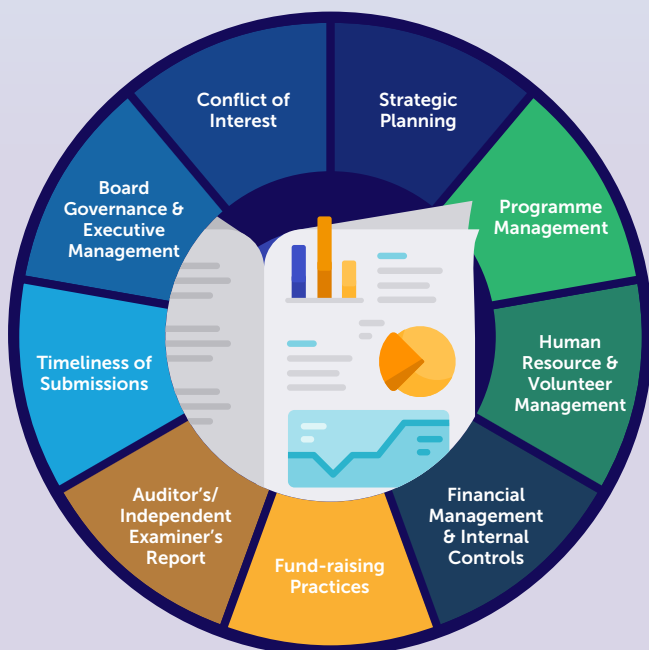 Conflict of
Interest
Strategic
Planning
Programme
Management
Human
Resource &
Volunteer
Management
Financial
Management
& Internal
Controls
Fund-raising
Practices
Auditor's/
Independent
Examiner's
Report
Timeliness of
Submissions
Board
Governance &
Executive
Management